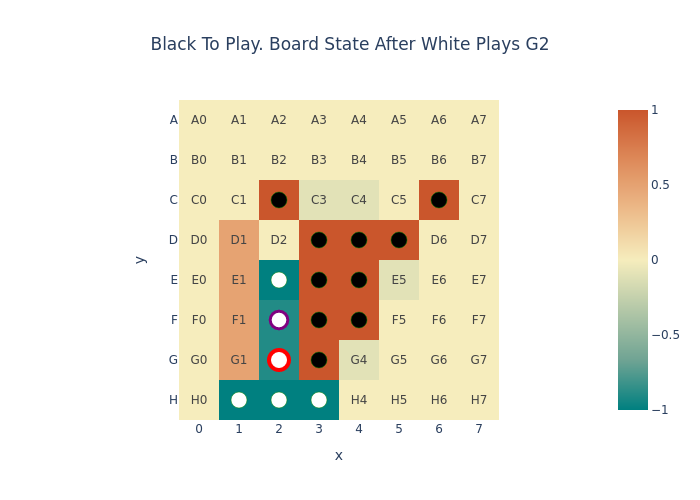 Black To Play. Board State After White Plays G2
A A0 A1 A2 A3 A4 A5 A6 A7
B B0 B1 B2 B3 B4 B5 B6 B7
C C0 C1 C3 C4 C5 C7
D D0 D1 D2 D6 D7
E E0 E1 E5 E6 E7
F F0 F1 F5 F6 F7
G G0 G1 G4 G5 G6 G7
H H0 H4 H5 H6 H7
0 1 2 3 4 5 6 7
x
y
1
0.5
0
−0.5
−1